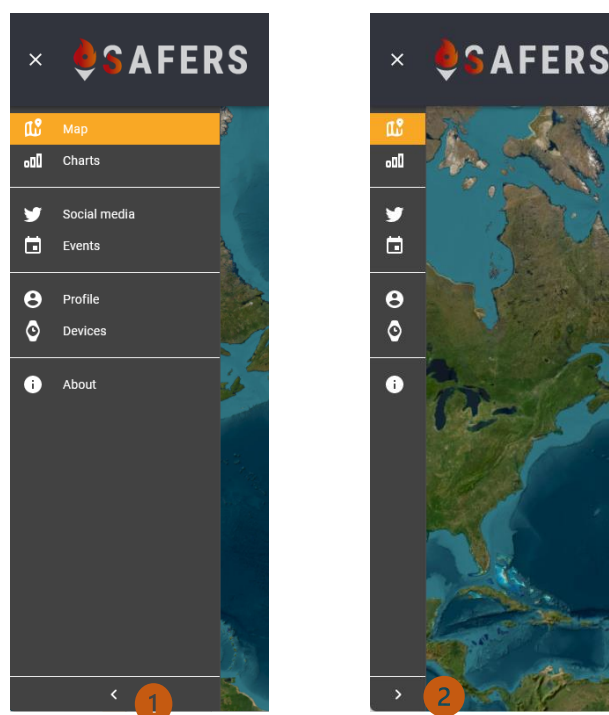 SAFERS
Map
Charts
Social media
Events
Profile
Devices
About
1
SAFERS
2